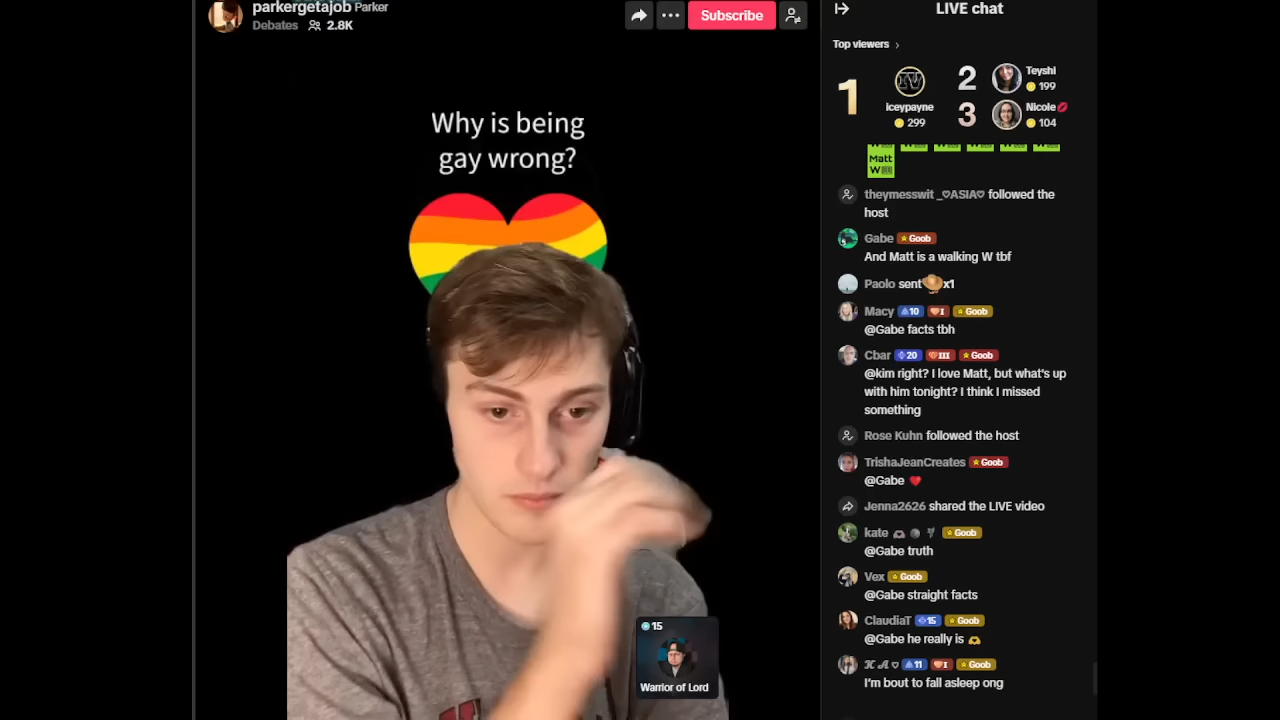 parkergetajob Parker
Debates 2.8K
Subscribe
Why is being
gay wrong?
15
Warrior of Lord
LIVE chat
Top viewers
1
Iceypayne
299
2
Teyshi
199
3
Nicole
104
Matt
W
theymesswit _♡ASIA♡ followed the
host
Gabe Goob
And Matt is a walking W tbf
Paolo sent x1
Macy 10 I Goob
@Gabe facts tbh
Cbar 20 III Goob
@kim right? I love Matt, but what's up
with him tonight? I think I missed
something
Rose Kuhn followed the host
TrishaJeanCreates Goob
@Gabe ❤️
Jenna2626 shared the LIVE video
kate Goob
@Gabe truth
Vex Goob
@Gabe straight facts
ClaudiaT 15 Goob
@Gabe he really is
𝒦 𝒜 ♡ 11 I Goob
I'm bout to fall asleep ong